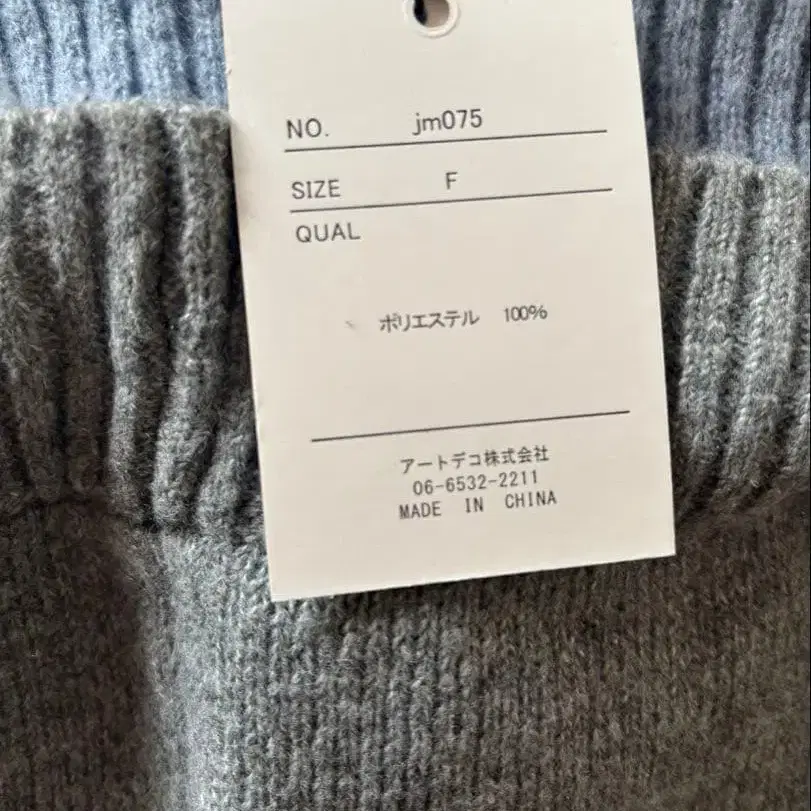 NO. jm075
SIZE F
QUAL
ポリエステル 100%
アートデコ株式会社
06-6532-2211
MADE IN CHINA